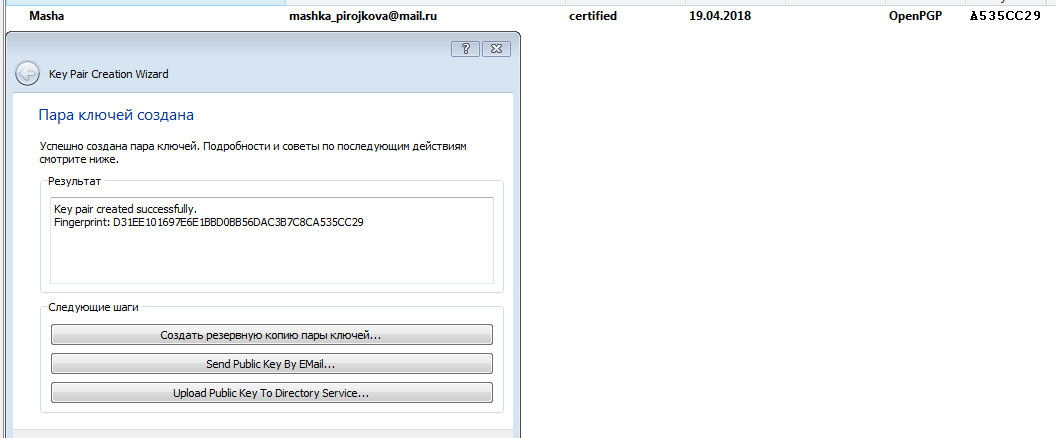 Masha mashka_pirojkova@mail.ru certified 19.04.2018 OpenPGP A535CC29
?
Key Pair Creation Wizard
Пара ключей создана
Успешно создана пара ключей. Подробности и советы по последующим действиям
смотрите ниже.
Результат
Key pair created successfully.
Fingerprint: D31EE101697E6E1BBD0BB56DAC3B7C8CA535CC29
Следующие шаги
Создать резервную копию пары ключей...
Send Public Key By EMail...
Upload Public Key To Directory Service...